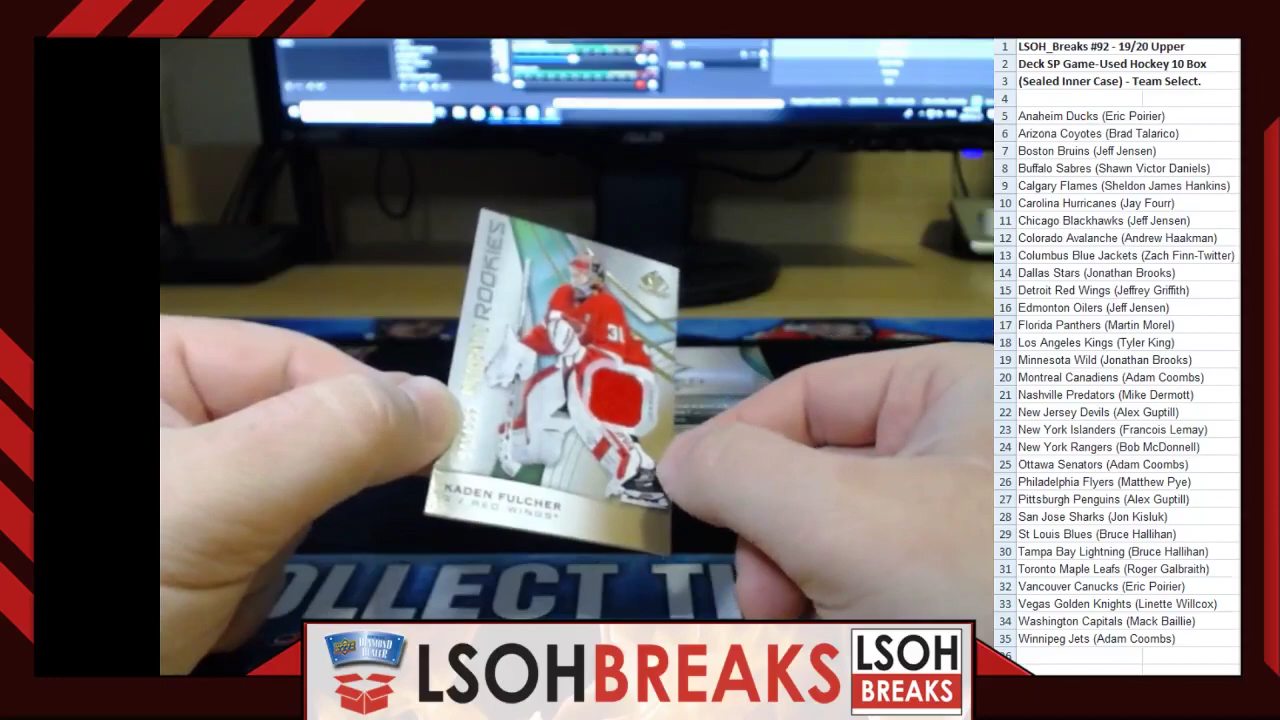 1 LSOH_Breaks #92 - 19/20 Upper
2 Deck SP Game-Used Hockey 10 Box
3 (Sealed Inner Case) - Team Select.
4
5 Anaheim Ducks (Eric Poirier)
6 Arizona Coyotes (Brad Talarico)
7 Boston Bruins (Jeff Jensen)
8 Buffalo Sabres (Shawn Victor Daniels)
9 Calgary Flames (Sheldon James Hankins)
10 Carolina Hurricanes (Jay Fourr)
11 Chicago Blackhawks (Jeff Jensen)
12 Colorado Avalanche (Andrew Haakman)
13 Columbus Blue Jackets (Zach Finn-Twitter)
14 Dallas Stars (Jonathan Brooks)
15 Detroit Red Wings (Jeffrey Griffith)
16 Edmonton Oilers (Jeff Jensen)
17 Florida Panthers (Martin Morel)
18 Los Angeles Kings (Tyler King)
19 Minnesota Wild (Jonathan Brooks)
20 Montreal Canadiens (Adam Coombs)
21 Nashville Predators (Mike Dermott)
22 New Jersey Devils (Alex Guptill)
23 New York Islanders (Francois Lemay)
24 New York Rangers (Bob McDonnell)
25 Ottawa Senators (Adam Coombs)
26 Philadelphia Flyers (Matthew Pye)
27 Pittsburgh Penguins (Alex Guptill)
28 San Jose Sharks (Jon Kisluk)
29 St Louis Blues (Bruce Hallihan)
30 Tampa Bay Lightning (Bruce Hallihan)
31 Toronto Maple Leafs (Roger Galbraith)
32 Vancouver Canucks (Eric Poirier)
33 Vegas Golden Knights (Linette Willcox)
34 Washington Capitals (Mack Baillie)
35 Winnipeg Jets (Adam Coombs)
ROOKIES
31
KADEN FULCHER
RED WINGS
DIAMOND DEALER
LSOHBREAKS
LSOH
BREAKS